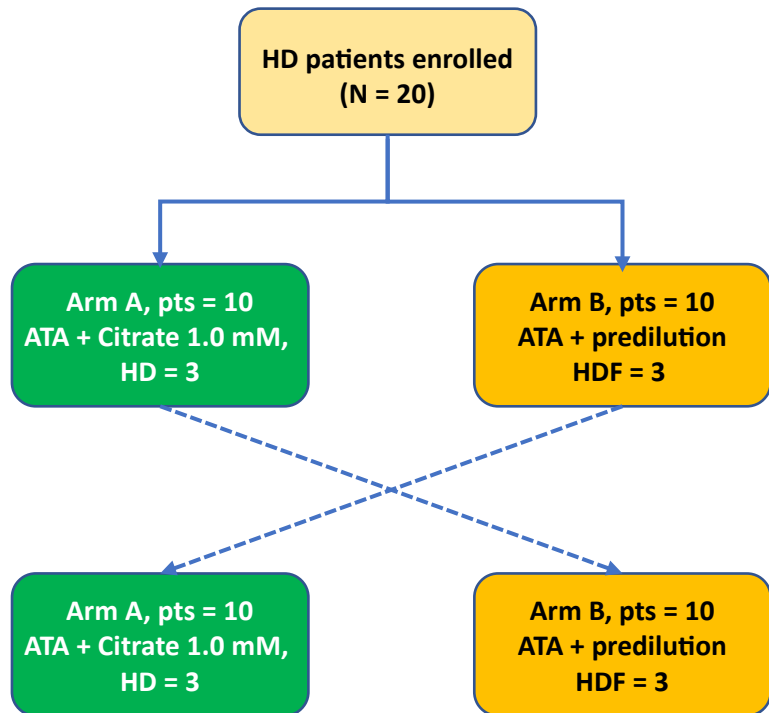 HD patients enrolled
(N = 20)
Arm A, pts = 10
ATA + Citrate 1.0 mM,
HD = 3
Arm B, pts = 10
ATA + predilution
HDF = 3
Arm A, pts = 10
ATA + Citrate 1.0 mM,
HD = 3
Arm B, pts = 10
ATA + predilution
HDF = 3